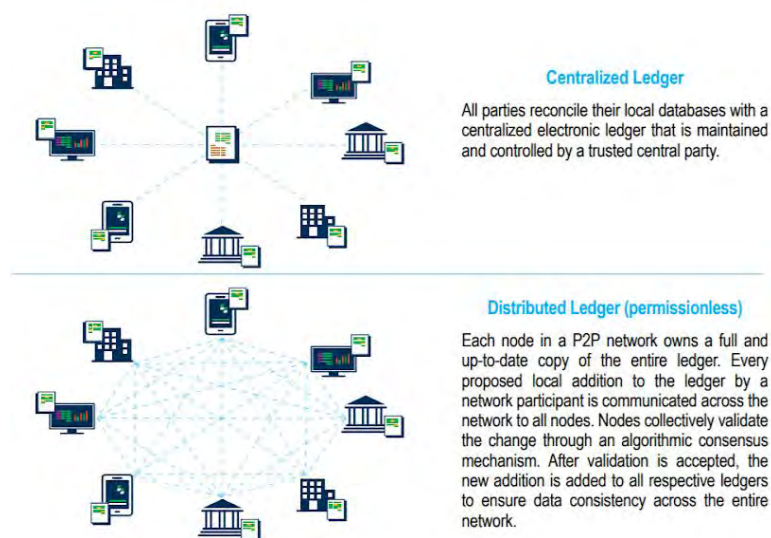 Centralized Ledger
All parties reconcile their local databases with a
centralized electronic ledger that is maintained
and controlled by a trusted central party.
Distributed Ledger (permissionless)
Each node in a P2P network owns a full and
up-to-date copy of the entire ledger. Every
proposed local addition to the ledger by a
network participant is communicated across the
network to all nodes. Nodes collectively validate
the change through an algorithmic consensus
mechanism. After validation is accepted, the
new addition is added to all respective ledgers
to ensure data consistency across the entire
network.